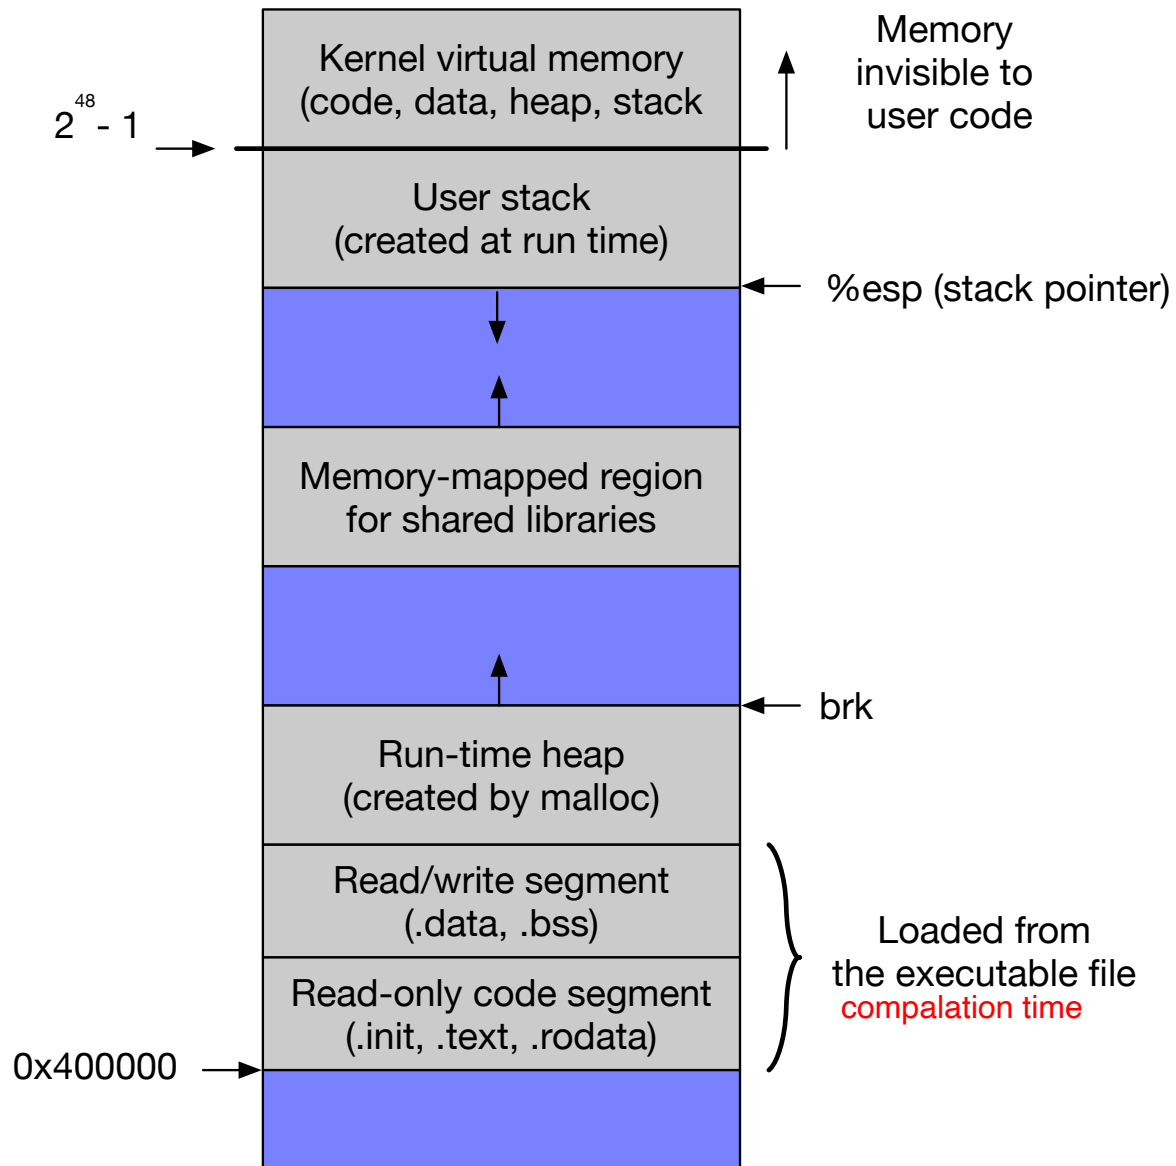 Kernel virtual memory
(code, data, heap, stack
Memory
invisible to
user code
2^48 - 1
User stack
(created at run time)
%esp (stack pointer)
Memory-mapped region
for shared libraries
brk
Run-time heap
(created by malloc)
Read/write segment
(.data, .bss)
Loaded from
the executable file
compalation time
Read-only code segment
(.init, .text, .rodata)
0x400000